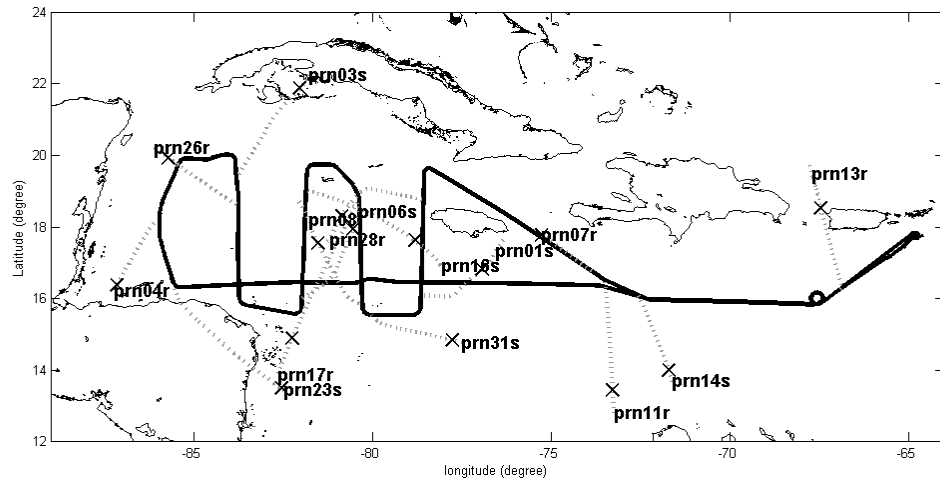 24
prn03s
22
prn26r
20
prn13r
Latitude (degree)
prn08
prn06s
prn07r
18
prn28r
prn01s
prn18s
prn04r
16
prn31s
14
prn17r
prn14s
prn23s
prn11r
12
-85
-80
-75
-70
-65
longitude (degree)